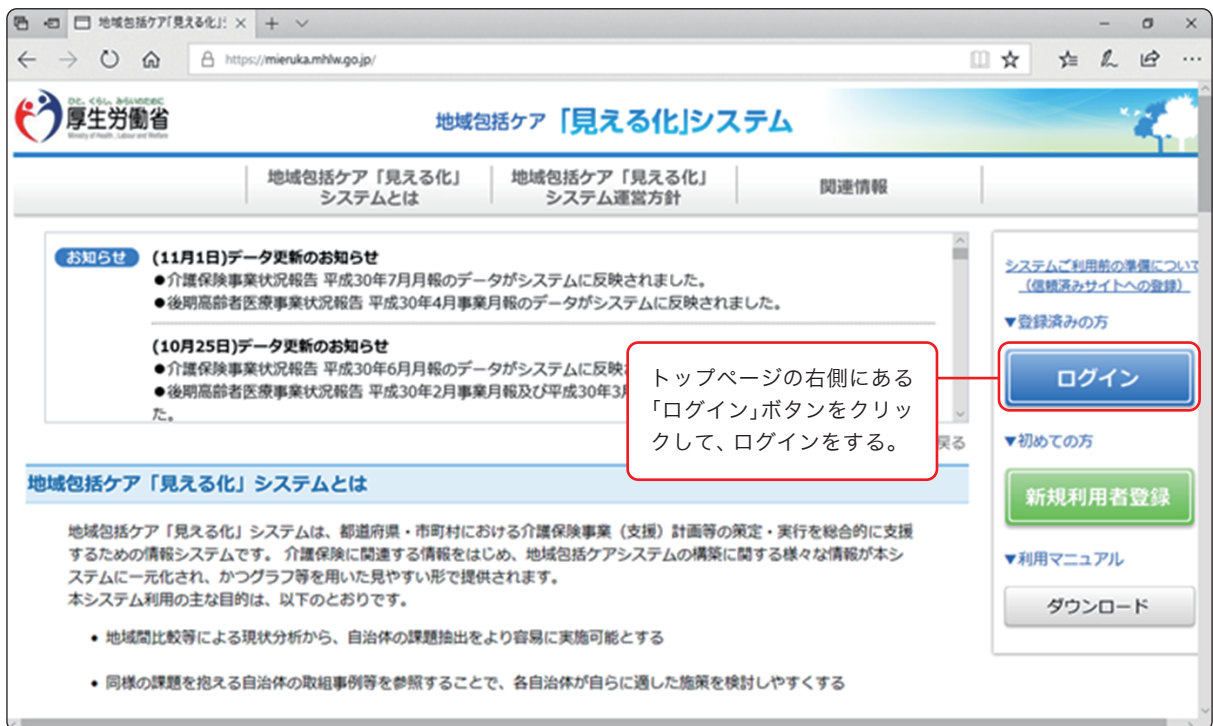 地域包括ケア「見える化」シ
https://mieruka.mhlw.go.jp/
ひと、くらし、みらいのために
厚生労働省
Ministry of Health, Labour and Welfare
地域包括ケア「見える化」システム
地域包括ケア「見える化」
システムとは
地域包括ケア「見える化」
システム運営方針
関連情報
お知らせ
(11月1日)データ更新のお知らせ
●介護保険事業状況報告 平成30年7月月報のデータがシステムに反映されました。
●後期高齢者医療事業状況報告 平成30年4月事業月報のデータがシステムに反映されました。
(10月25日)データ更新のお知らせ
●介護保険事業状況報告 平成30年6月月報のデータがシステムに反映
●後期高齢者医療事業状況報告 平成30年2月事業月報及び平成30年3月
た。
戻る
システムご利用前の準備について
（信頼済みサイトへの登録）
▼登録済みの方
ログイン
トップページの右側にある
「ログイン」ボタンをクリッ
クして、ログインをする。
▼初めての方
新規利用者登録
▼利用マニュアル
ダウンロード
地域包括ケア「見える化」システムとは
地域包括ケア「見える化」システムは、都道府県・市町村における介護保険事業（支援）計画等の策定・実行を総合的に支援
するための情報システムです。 介護保険に関連する情報をはじめ、地域包括ケアシステムの構築に関する様々な情報が本シ
ステムに一元化され、かつグラフ等を用いた見やすい形で提供されます。
本システム利用の主な目的は、以下のとおりです。
• 地域間比較等による現状分析から、自治体の課題抽出をより容易に実施可能とする
• 同様の課題を抱える自治体の取組事例等を参照することで、各自治体が自らに適した施策を検討しやすくする